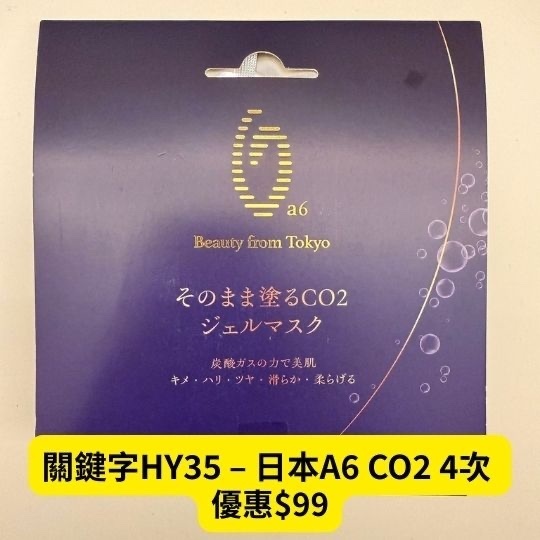 a6
Beauty from Tokyo
そのまま塗るCO2
ジェルマスク
炭酸ガスの力で美肌
キメ・ハリ・ツヤ・滑らか・柔らげる
關鍵字HY35 – 日本A6 CO2 4次
優惠$99